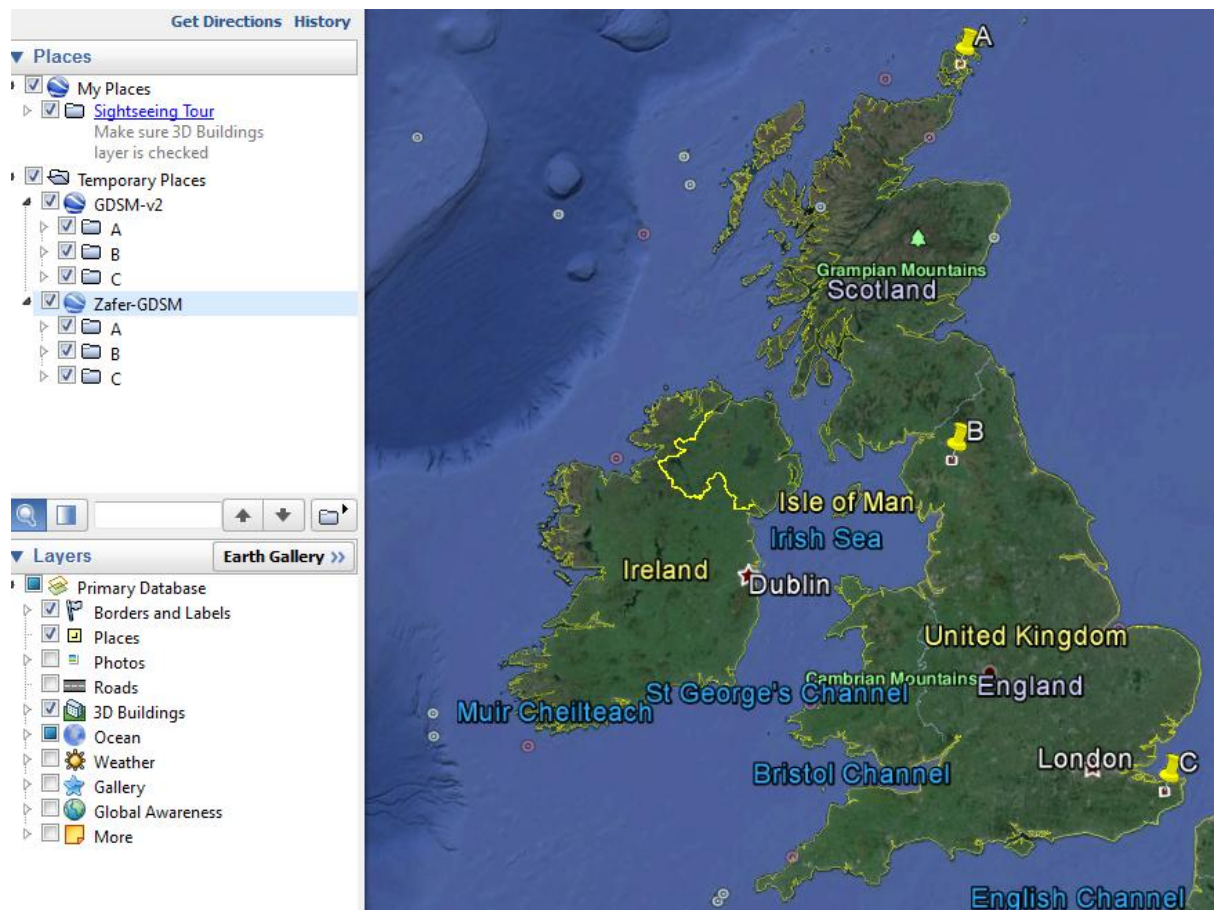 Get Directions History
Places
My Places
Sightseeing Tour
Make sure 3D Buildings
layer is checked
Temporary Places
GDSM-v2
A
B
C
Zafer-GDSM
A
B
C
Layers
Earth Gallery >>
Primary Database
Borders and Labels
Places
Photos
Roads
3D Buildings
Ocean
Weather
Gallery
Global Awareness
More
A
Grampian Mountains
Scotland
B
Isle of Man
Irish Sea
Ireland
Dublin
United Kingdom
Cambrian Mountains
England
St George's Channel
Muir Cheilteach
London
C
Bristol Channel
English Channel